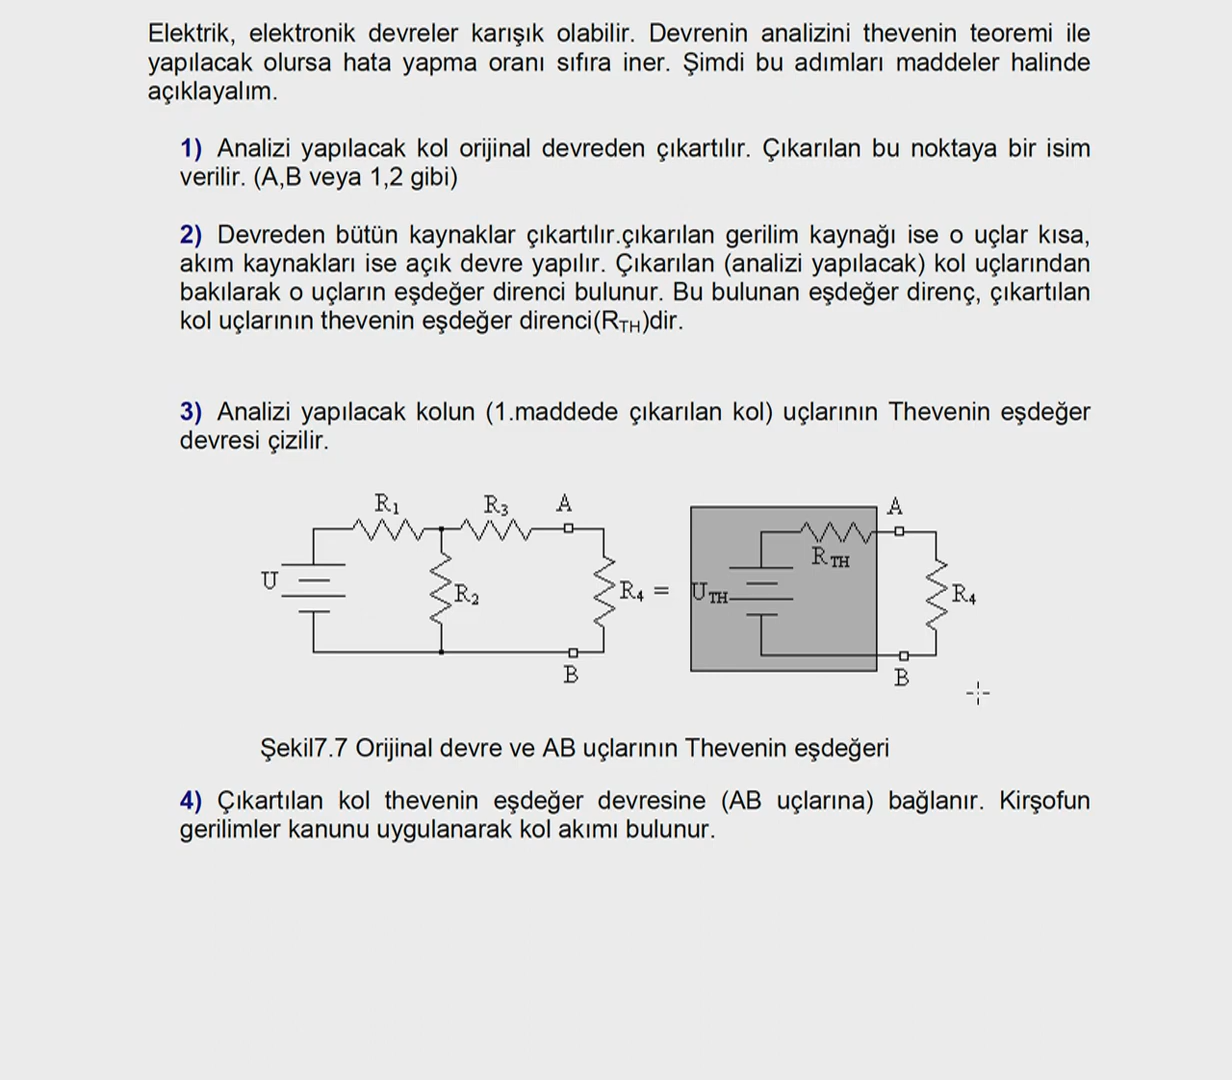 Elektrik, elektronik devreler karışık olabilir. Devrenin analizini thevenin teoremi ile
yapılacak olursa hata yapma oranı sıfıra iner. Şimdi bu adımları maddeler halinde
açıklayalım.
1) Analizi yapılacak kol orijinal devreden çıkartılır. Çıkarılan bu noktaya bir isim
verilir. (A,B veya 1,2 gibi)
2) Devreden bütün kaynaklar çıkartılır.çıkarılan gerilim kaynağı ise o uçlar kısa,
akım kaynakları ise açık devre yapılır. Çıkarılan (analizi yapılacak) kol uçlarından
bakılarak o uçların eşdeğer direnci bulunur. Bu bulunan eşdeğer direnç, çıkartılan
kol uçlarının thevenin eşdeğer direnci(RTH)dir.
3) Analizi yapılacak kolun (1.maddede çıkarılan kol) uçlarının Thevenin eşdeğer
devresi çizilir.
R1 R3 A A
RTH
U R2 R4 = UTH R4
B B
Şekil7.7 Orijinal devre ve AB uçlarının Thevenin eşdeğeri
4) Çıkartılan kol thevenin eşdeğer devresine (AB uçlarına) bağlanır. Kirşofun
gerilimler kanunu uygulanarak kol akımı bulunur.